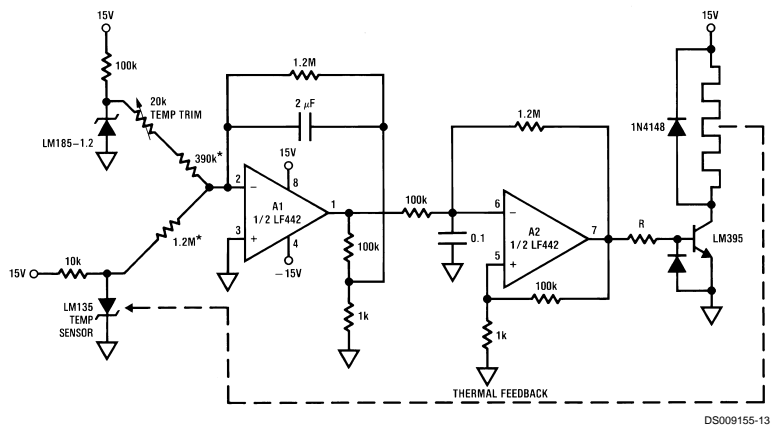 15V
100k
20k
TEMP TRIM
LM185–1.2
390k*
1.2M*
15V
10k
LM135
TEMP
SENSOR
1.2M
2 μF
15V
8
2
−
A1
1/2 LF442
3
+
1
4
−15V
100k
1k
100k
0.1
1.2M
6
−
A2
1/2 LF442
7
5
+
100k
1k
R
15V
1N4148
LM395
THERMAL FEEDBACK
DS009155-13